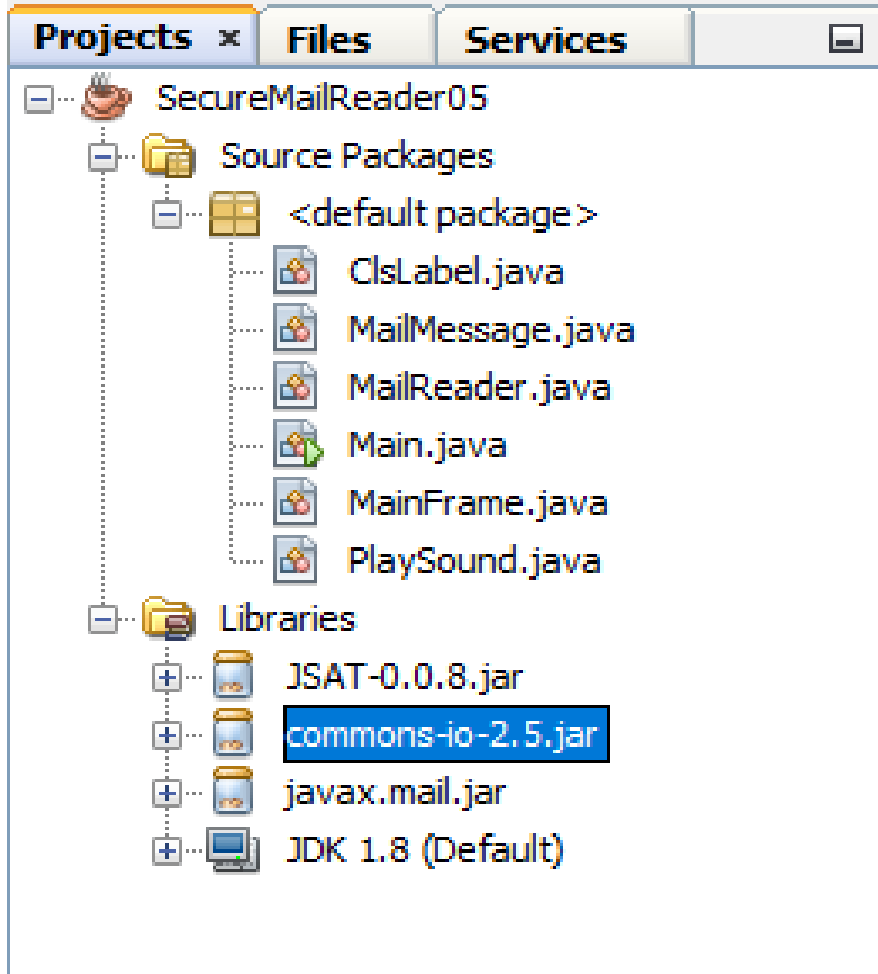 Projects Files Services
SecureMailReader05
Source Packages
<default package>
ClsLabel.java
MailMessage.java
MailReader.java
Main.java
MainFrame.java
PlaySound.java
Libraries
JSAT-0.0.8.jar
commons-io-2.5.jar
javax.mail.jar
JDK 1.8 (Default)